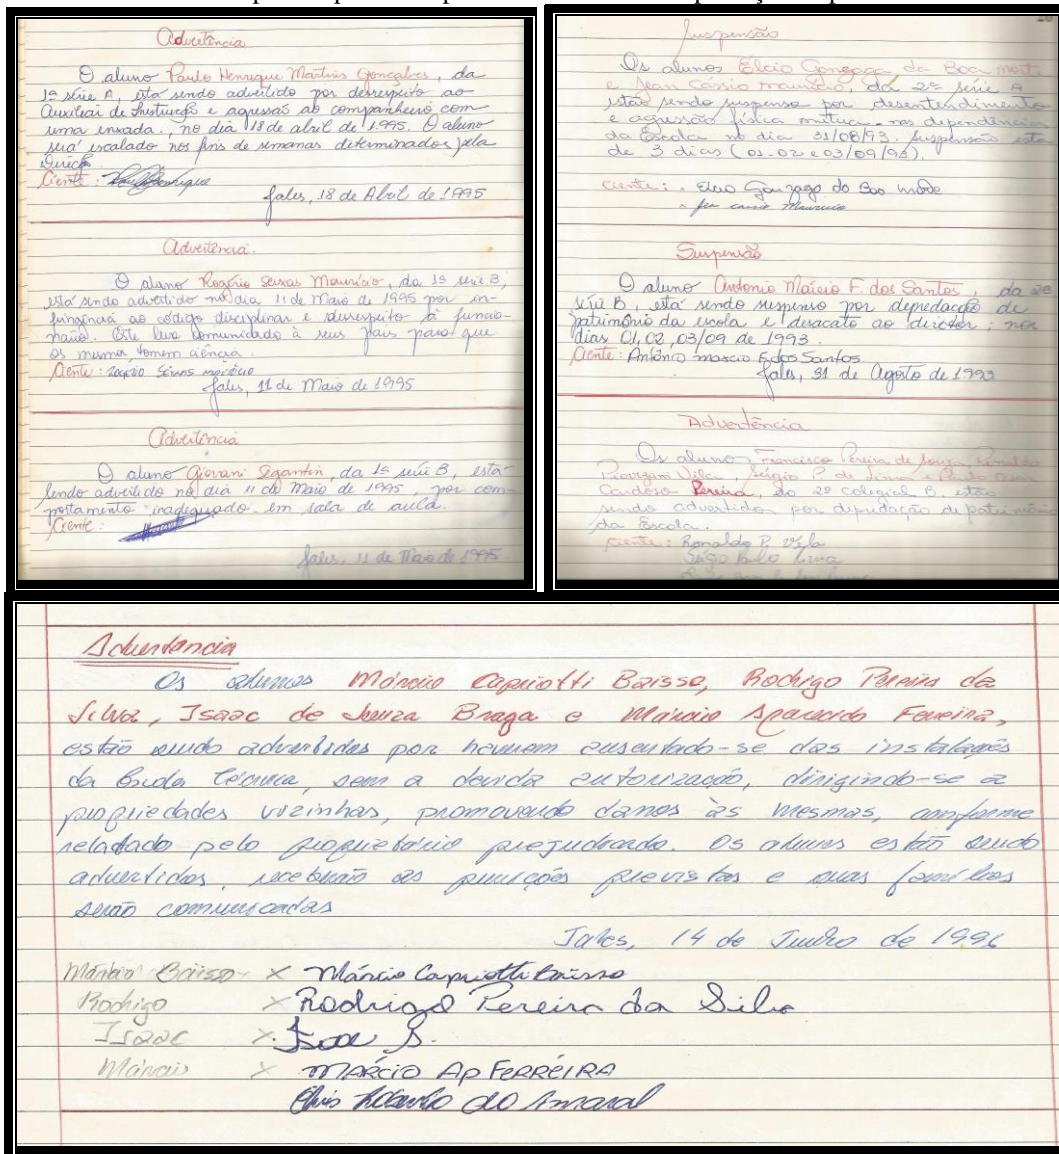 Advertência
O aluno Paulo Henrique Martins Gonçalves, da
1ª série A, está sendo advertido por desrespeito ao
Auxiliar de Instrução e agressão ao companheiro com
uma enxada., no dia 18 de abril de 1.995. O aluno
será escalado nos fins de semanas determinados pela
Direção
Ciente:
Jales, 18 de Abril de 1995
Advertência.
O aluno Rogério Seixas Maurício, da 1ª série B,
está sendo advertido no dia 11 de Maio de 1995 por in-
ao código disciplinar e desrespeito à funcio-
nário. Este leva comunicado à seus pais para que
os mesmos tomem ciência.
Ciente: Rogério Seixas
Jales, 11 de Maio de 1995
Advertência
O aluno Giovani Segantin, da 1ª série B, está
sendo advertido no dia 11 de Maio de 1995, por com-
portamento inadequado em sala de aula.
Ciente:
Jales, 11 de Maio de 1995
Suspensão
Os alunos Elcio Gonzaga da Boa morte
e Jean Cássio Maurício, da 2ª série A
estão sendo suspenso por desentendimento
e agressão física mútua nas dependências
da Escola no dia 31/08/93. Suspensão esta
de 3 dias (01.02 e 03/09/93).
ciente: Elcio Gonzaga do Boa
Maurício
Suspensão
O aluno Antonio Márcio F. dos Santos, da 2ª
série B, está sendo suspenso por depredação de
patrimônio da escola e desacato ao diretor; nos
dias 01, 02, 03/09 de 1993.
Ciente: Antônio marcio F. dos Santos
Jales, 31 de Agosto de 1993
Advertência
Os alunos Francisco Pereira de Souza, Ronaldo
Vila, Sérgio P. de Lima e Paulo
Cardoso Pereira, do 2º colegial B. estão
sendo advertidos por depredação de patrimônio
da Escola.
ciente: Ronaldo P. Vila
Sérgio Paulo Lima
Advertancia
Os alunos Márcio Capriotti Baisso, Rodrigo Pereira da
Silva, Isaac de Souza Braga e Márcio Aparecido Ferreira,
estão sendo advertidos por haverem ausentado-se das instalações
da Escola Técnica, sem a devida autorização, dirigindo-se a
propriedades vizinhas, promovendo danos às mesmas, conforme
relatado pelo proprietário prejudicado. Os alunos estão sendo
advertidos, receberão as punições previstas e suas famílias
serão comunicadas
Jales, 14 de Junho de 1996
Márcio Baisso x Márcio Capriotti Baisso
Rodrigo x Rodrigo Pereira da Silva
Isaac x Isaac S.
Márcio x MÁRCIO AP FERREIRA
do Amaral